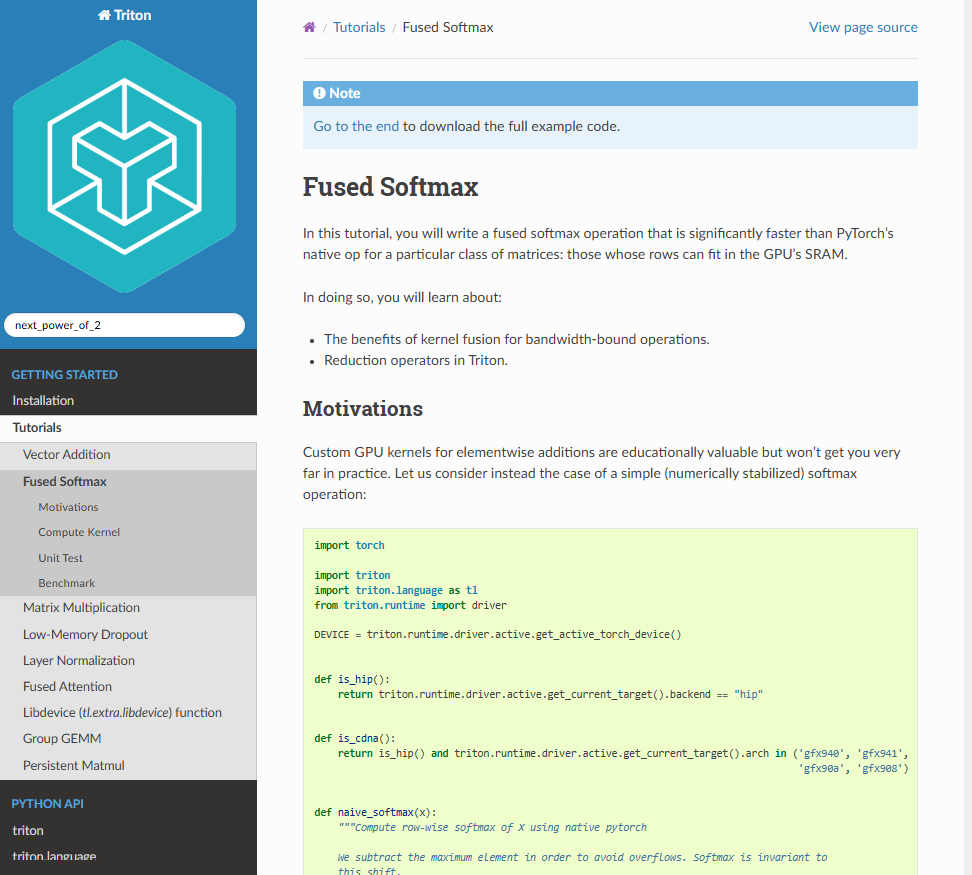 Triton
next_power_of_2
GETTING STARTED
Installation
Tutorials
Vector Addition
Fused Softmax
Motivations
Compute Kernel
Unit Test
Benchmark
Matrix Multiplication
Low-Memory Dropout
Layer Normalization
Fused Attention
Libdevice (tl.extra.libdevice) function
Group GEMM
Persistent Matmul
PYTHON API
triton
triton.language
/ Tutorials / Fused Softmax
View page source
Note
Go to the end to download the full example code.
Fused Softmax
In this tutorial, you will write a fused softmax operation that is significantly faster than PyTorch’s
native op for a particular class of matrices: those whose rows can fit in the GPU’s SRAM.
In doing so, you will learn about:
• The benefits of kernel fusion for bandwidth-bound operations.
• Reduction operators in Triton.
Motivations
Custom GPU kernels for elementwise additions are educationally valuable but won’t get you very
far in practice. Let us consider instead the case of a simple (numerically stabilized) softmax
operation:
import torch
import triton
import triton.language as tl
from triton.runtime import driver
DEVICE = triton.runtime.driver.active.get_active_torch_device()
def is_hip():
    return triton.runtime.driver.active.get_current_target().backend == "hip"
def is_cdna():
    return is_hip() and triton.runtime.driver.active.get_current_target().arch in ('gfx940', 'gfx941',
                                                                                   'gfx90a', 'gfx908')
def naive_softmax(x):
    """Compute row-wise softmax of X using native pytorch
    We subtract the maximum element in order to avoid overflows. Softmax is invariant to
    this shift.